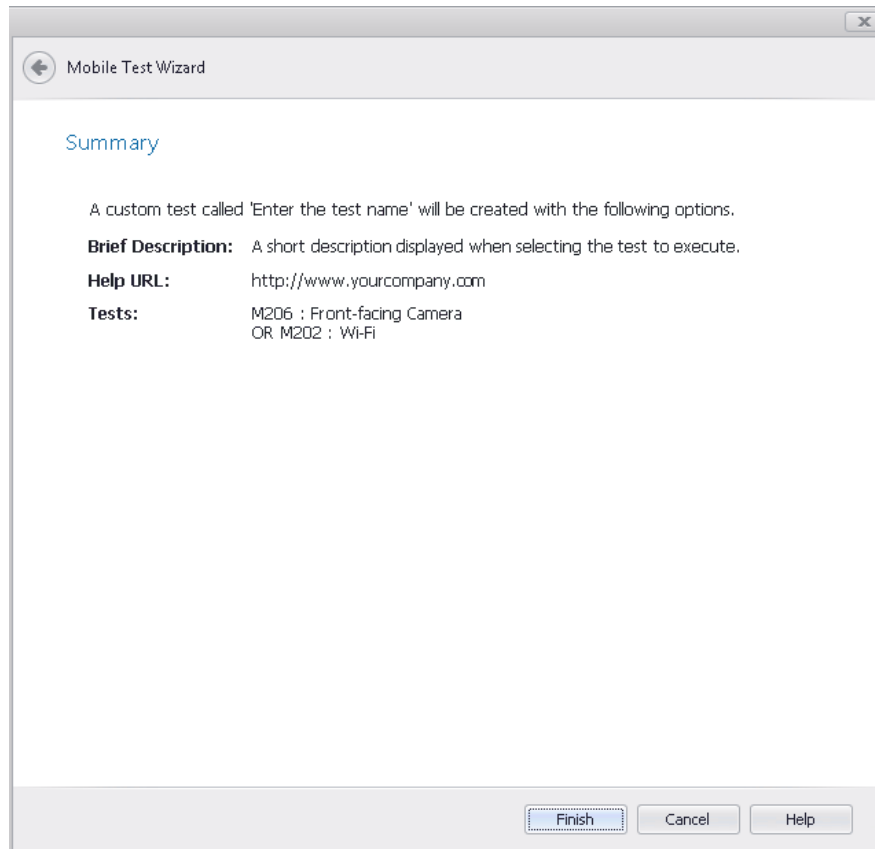 Mobile Test Wizard
Summary
A custom test called 'Enter the test name' will be created with the following options.
Brief Description: A short description displayed when selecting the test to execute.
Help URL: http://www.yourcompany.com
Tests: M206 : Front-facing Camera
OR M202 : Wi-Fi
Finish Cancel Help